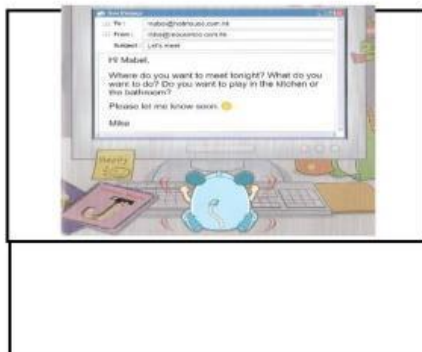 To :
From :
Subject : Let's meet
Hi Mabel,
Where do you want to meet tonight? What do you
want to do? Do you want to play in the kitchen or
the bathroom?
Please let me know soon.
Mike
J